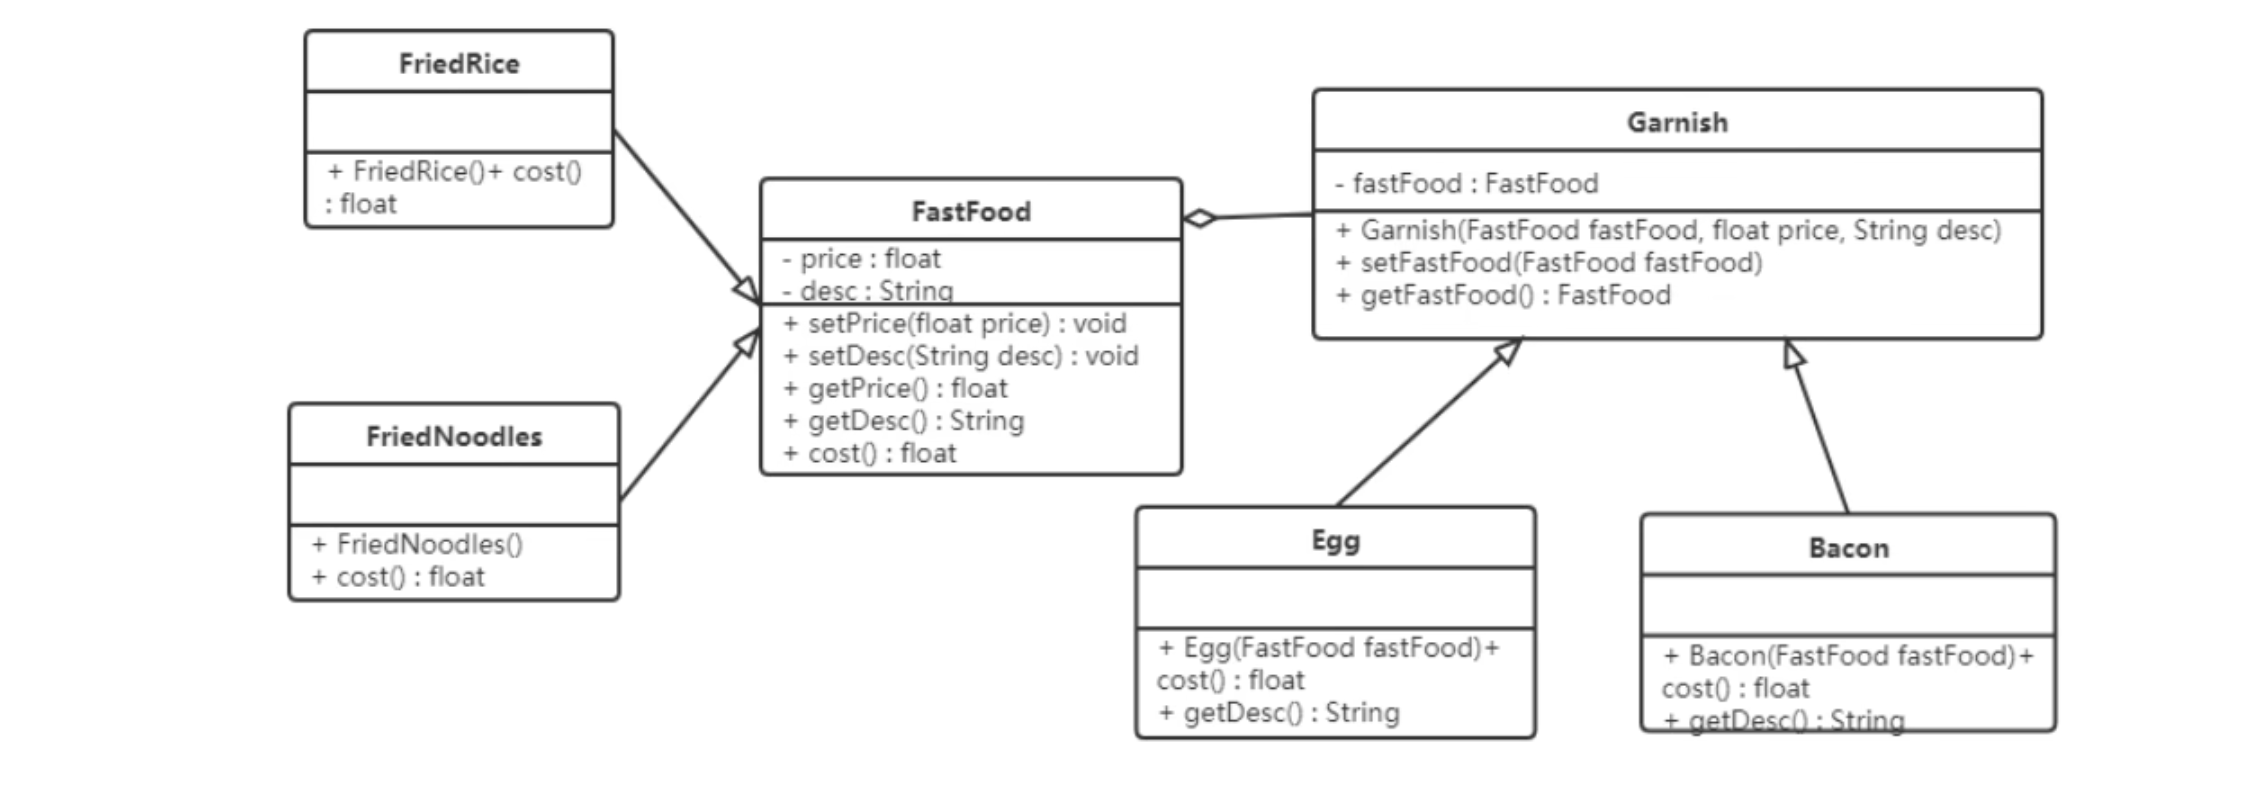 FriedRice
+ FriedRice()+ cost()
: float
FriedNoodles
+ FriedNoodles()
+ cost() : float
FastFood
- price : float
- desc : String
+ setPrice(float price) : void
+ setDesc(String desc) : void
+ getPrice() : float
+ getDesc() : String
+ cost() : float
Garnish
- fastFood : FastFood
+ Garnish(FastFood fastFood, float price, String desc)
+ setFastFood(FastFood fastFood)
+ getFastFood() : FastFood
Egg
+ Egg(FastFood fastFood)+
cost() : float
+ getDesc() : String
Bacon
+ Bacon(FastFood fastFood)+
cost() : float
+ getDesc() : String